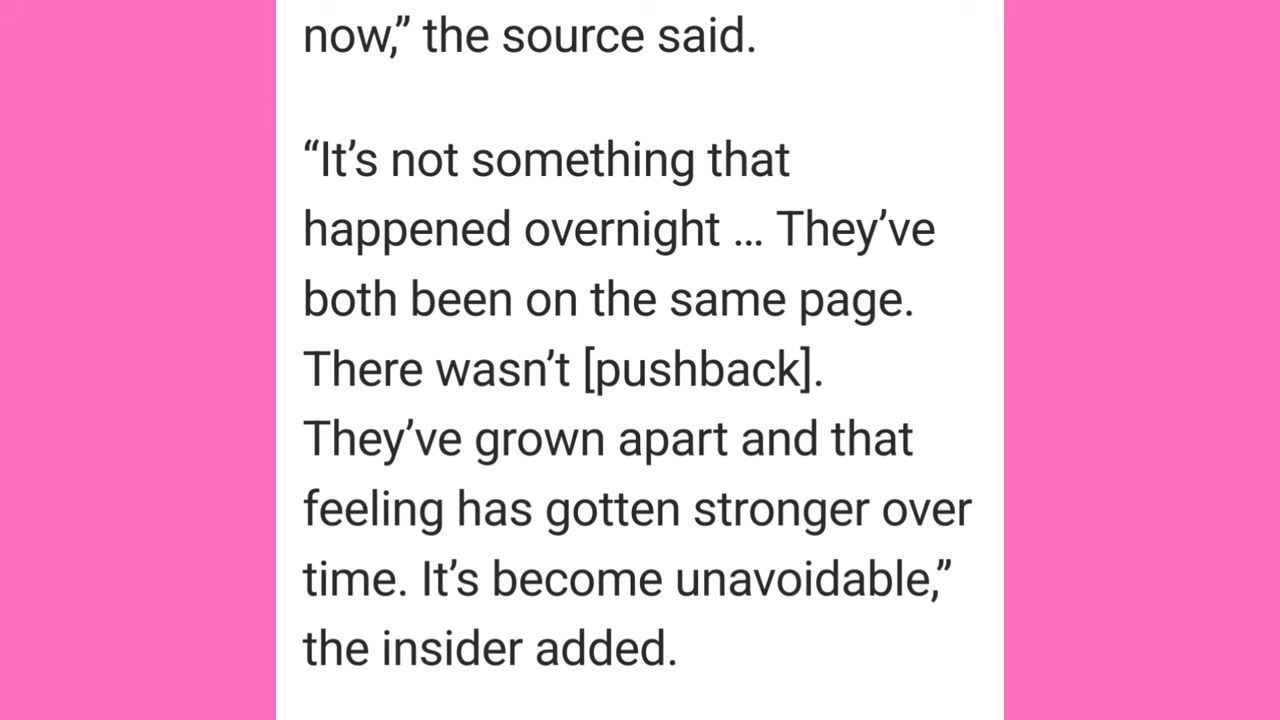 now,” the source said.
“It’s not something that
happened overnight … They’ve
both been on the same page.
There wasn’t [pushback].
They’ve grown apart and that
feeling has gotten stronger over
time. It’s become unavoidable,”
the insider added.